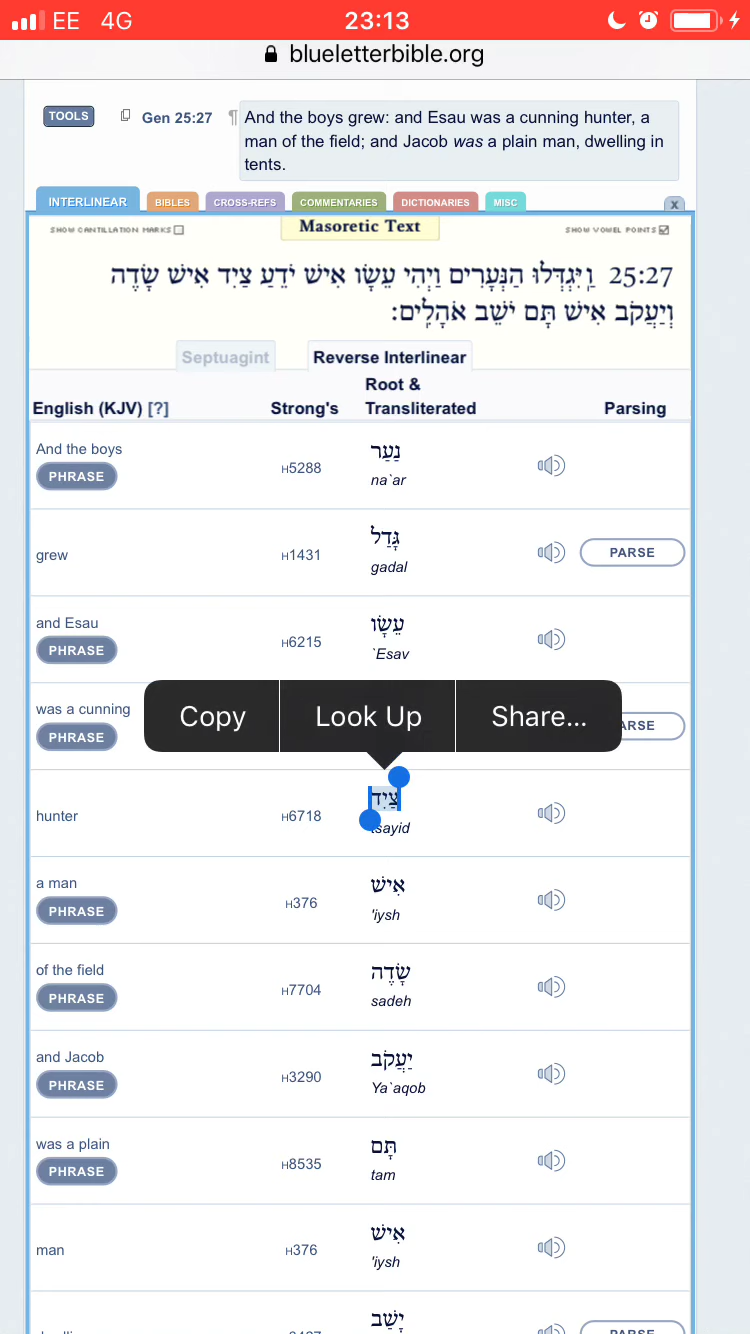 EE 4G 23:13
blueletterbible.org
TOOLS Gen 25:27 ¶ And the boys grew: and Esau was a cunning hunter, a
man of the field; and Jacob was a plain man, dwelling in
tents.
INTERLINEAR BIBLES CROSS-REFS COMMENTARIES DICTIONARIES MISC x
SHOW CANTILLATION MARKS Masoretic Text SHOW VOWEL POINTS
25:27 וַיִּגְדְּלוּ הַנְּעָרִים וַיְהִי עֵשָׂו אִישׁ יֹדֵעַ צַיִד אִישׁ שָׂדֶה
וְיַעֲקֹב אִישׁ תָּם יֹשֵׁב אֹהָלִים׃
Septuagint Reverse Interlinear
English (KJV) [?] Strong's Root & Transliterated Parsing
And the boys
PHRASE
H5288
נַעַר
na`ar
grew
H1431
גָּדַל
gadal
PARSE
and Esau
PHRASE
H6215
עֵשָׂו
`Esav
was a cunning
PHRASE
Copy Look Up Share...
hunter
H6718
צַיִד
tsayid
a man
PHRASE
H376
אִישׁ
'iysh
of the field
PHRASE
H7704
שָׂדֶה
sadeh
and Jacob
PHRASE
H3290
יַעֲקֹב
Ya`aqob
was a plain
PHRASE
H8535
תָּם
tam
man
H376
אִישׁ
'iysh
יָשַׁב